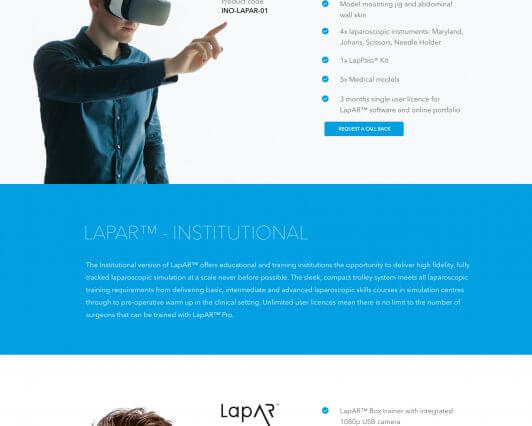 Product code
INO-LAPAR-01
Model mounting jig and abdominal
wall skin
4x laparoscopic instruments: Maryland,
Johans, Scissors, Needle Holder
1x LapPass® Kit
5x Medical models
3 months single user licence for
LapAR™ software and online portfolio
REQUEST A CALL BACK
LAPAR™ - INSTITUTIONAL
The Institutional version of LapAR™ offers educational and training institutions the opportunity to deliver high fidelity, fully
tracked laparoscopic simulation at a scale never before possible. The sleek, compact trolley system meets all laparoscopic
training requirements from delivering basic, intermediate and advanced laparoscopic skills courses in simulation centres
through to pre-operative warm up in the clinical setting. Unlimited user licences mean there is no limit to the number of
surgeons that can be trained with LapAR™ Pro.
LapAR™
LapAR™ Box trainer with integrated
1080p USB camera